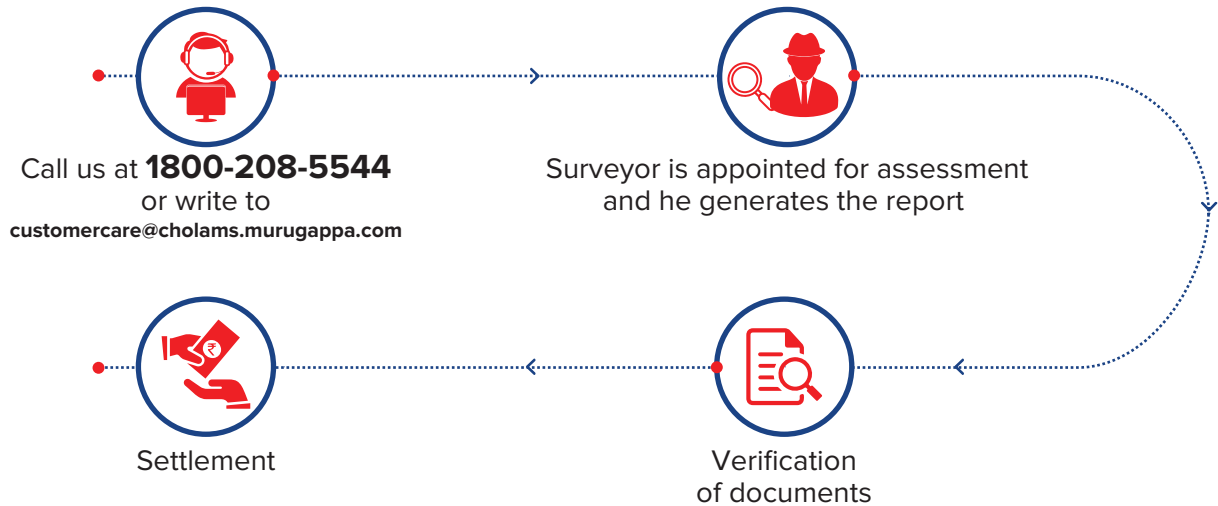 Call us at 1800-208-5544
or write to
customercare@cholams.murugappa.com
Surveyor is appointed for assessment
and he generates the report
₹
Settlement
Verification
of documents